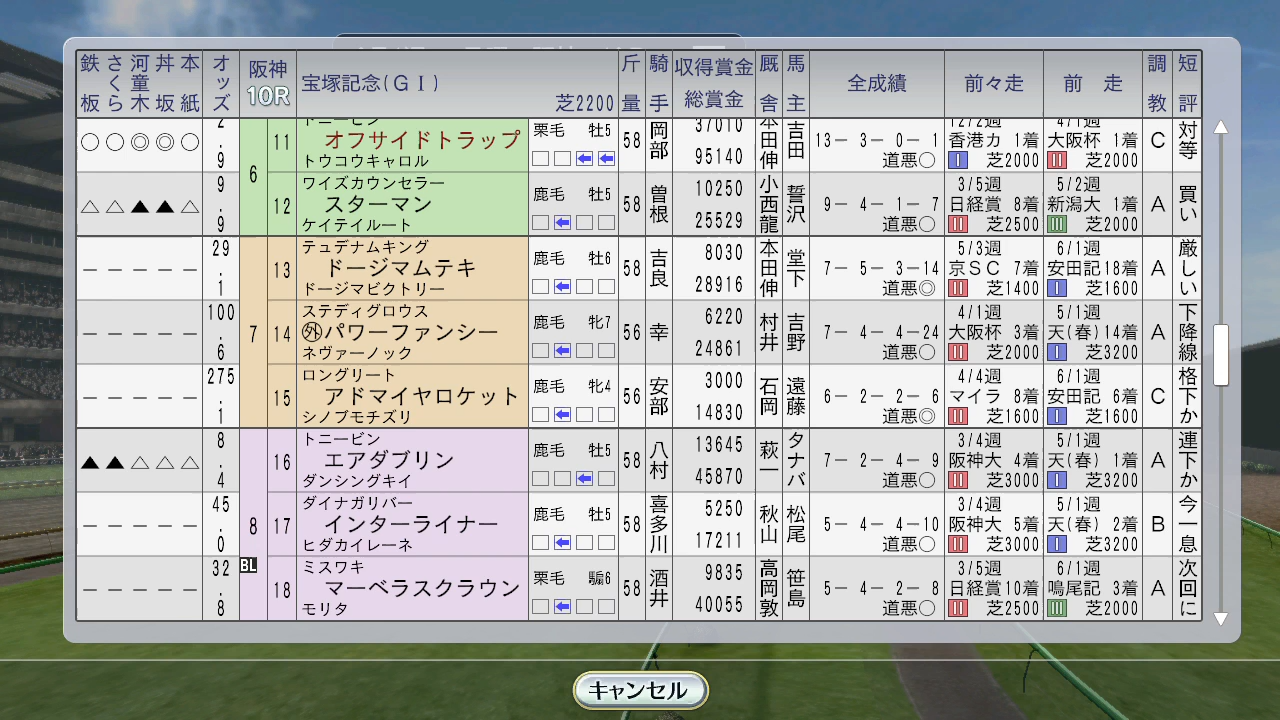 鉄板 さくら 河童木 丼坂 本紙 オッズ 阪神10R 宝塚記念(GⅠ) 芝2200 斤量 騎手 収得賞金 総賞金 厩舎 馬主 全成績 前々走 前 走 調教 短評
○ ○ ◎ ◎ ○ 2.9 6 11 トニービン 栗毛 牡5 58 岡部 37010 本田伸 吉田 13- 3- 0- 1 12/2週 4/1週 C 対等
オフサイドトラップ 香港カ 1着 大阪杯 1着
トウコウキャロル 95140 道悪○ Ⅰ 芝2000 Ⅱ 芝2000
△ △ ▲ ▲ △ 9.9 12 ワイズカウンセラー 鹿毛 牡5 58 曽根 10250 小西龍 誓沢 9- 4- 1- 7 3/5週 5/2週 A 買い
スターマン 日経賞 8着 新潟大 1着
ケイテイルート 25529 道悪○ Ⅱ 芝2500 Ⅲ 芝2000
― ― ― ― ― 29.1 7 13 テュデナムキング 鹿毛 牡6 58 吉良 8030 本田伸 堂下 7- 5- 3-14 5/3週 6/1週 A 厳しい
ドージマムテキ 京SC 7着 安田記18着
ドージマビクトリー 28916 道悪◎ Ⅱ 芝1400 Ⅰ 芝1600
― ― ― ― ― 100.6 14 ステディグロウス 鹿毛 牝7 56 幸 6220 村井 吉野 7- 4- 4-24 4/1週 5/1週 A 下降線
外パワーファンシー 大阪杯 3着 天(春)14着
ネヴァーノック 24861 道悪○ Ⅱ 芝2000 Ⅰ 芝3200
― ― ― ― ― 275.1 15 ロングリート 鹿毛 牝4 56 安部 3000 石岡 遠藤 6- 2- 2- 6 4/4週 6/1週 C 格下か
アドマイヤロケット マイラ 8着 安田記 6着
シノブモチズリ 14830 道悪◎ Ⅱ 芝1600 Ⅰ 芝1600
▲ ▲ △ △ △ 8.4 8 16 トニービン 鹿毛 牡5 58 八村 13645 萩一 タナバ 7- 2- 4- 9 3/4週 5/1週 A 連下か
エアダブリン 阪神大 4着 天(春) 1着
ダンシングキイ 45870 道悪○ Ⅱ 芝3000 Ⅰ 芝3200
― ― ― ― ― 45.0 17 ダイナガリバー 鹿毛 牡5 58 喜多川 5250 秋山 松尾 5- 4- 4-10 3/4週 5/1週 B 今一息
インターライナー 阪神大 5着 天(春) 2着
ヒダカイレーネ 17211 道悪○ Ⅱ 芝3000 Ⅰ 芝3200
― ― ― ― ― 32.8 BL 18 ミスワキ 栗毛 騸6 58 酒井 9835 高岡敦 笹島 5- 4- 2- 8 3/5週 6/1週 A 次回に
マーベラスクラウン 日経賞10着 鳴尾記 3着
モリタ 40055 道悪○ Ⅱ 芝2500 Ⅲ 芝2000
キャンセル